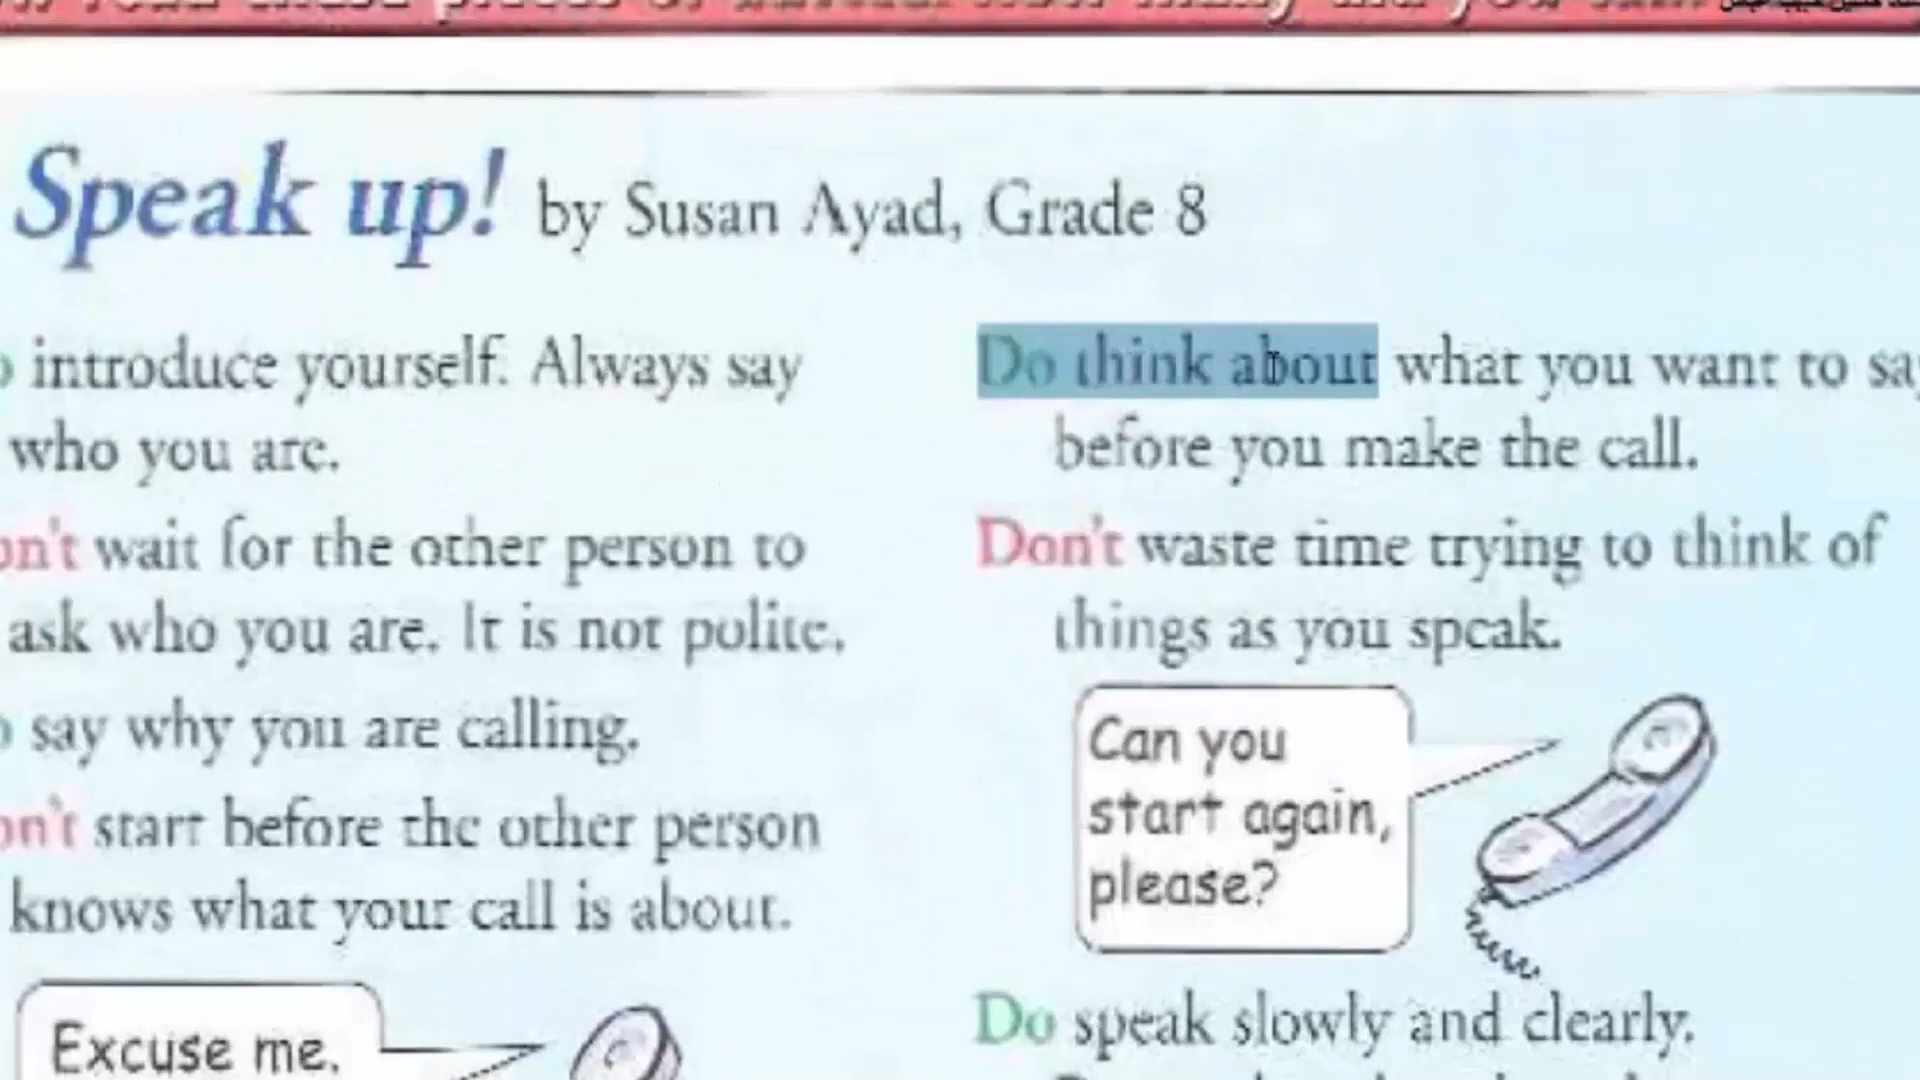 Speak up! by Susan Ayad, Grade 8
introduce yourself. Always say
who you are.
wait for the other person to
ask who you are. It is not polite.
say why you are calling.
start before the other person
knows what your call is about.
Excuse me.
Do think about what you want to
before you make the call.
Don't waste time trying to think of
things as you speak.
Can you
start again,
please?
Do speak slowly and clearly.